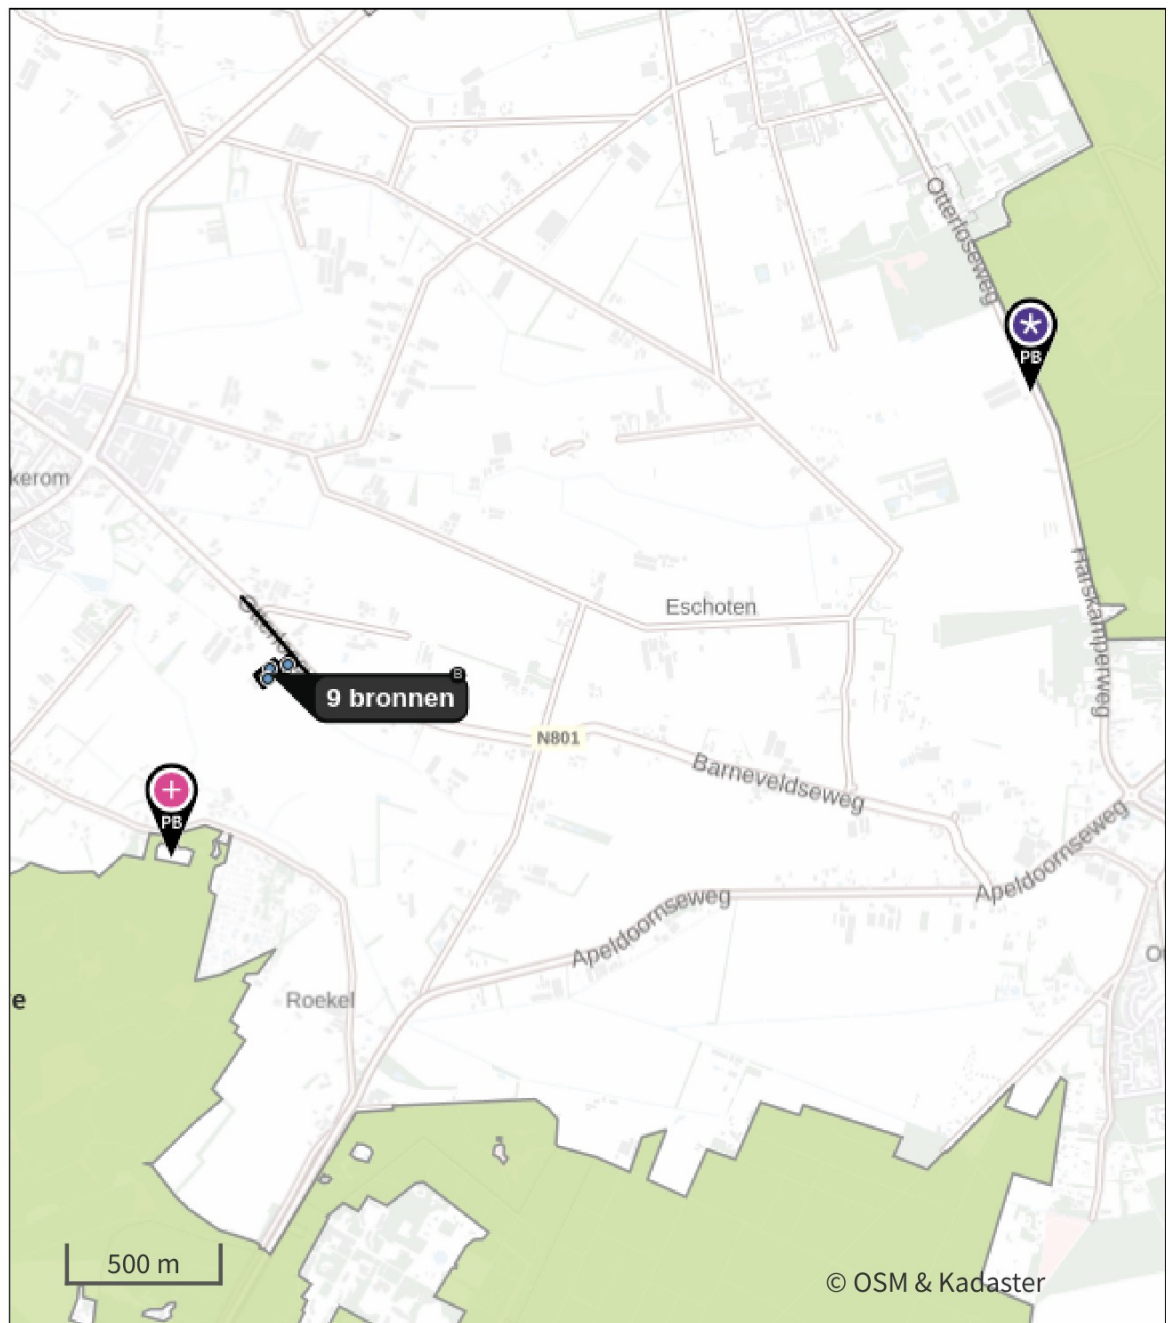 Otterloseweg
PB
kerom
Harskamperweg
Eschoten
B
9 bronnen
N801
Barneveldseweg
PB
Apeldoornseweg
Apeldoornseweg
e
Roekel
500 m
© OSM & Kadaster